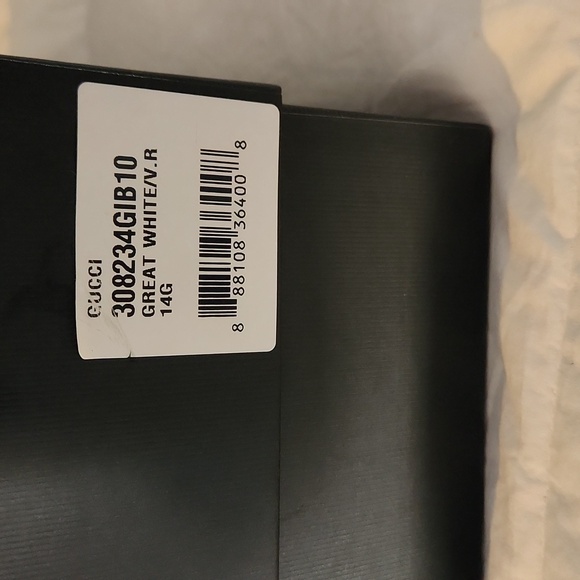 GUCCI
308234GIB10
GREAT WHITE/V.R
14G
8 88108 36400 8